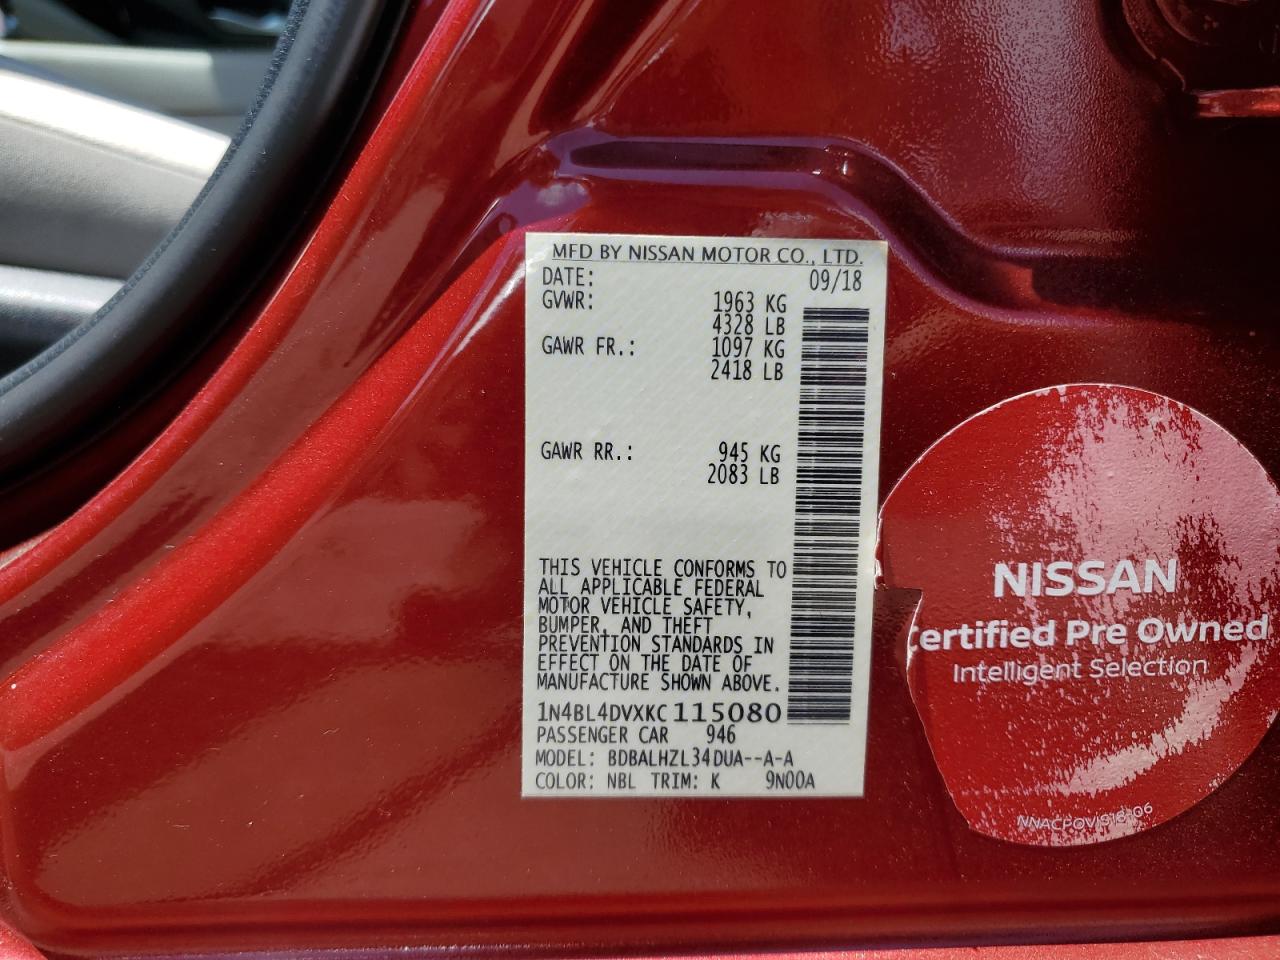 MFD BY NISSAN MOTOR CO., LTD.
DATE: 09/18
GVWR: 1963 KG
4328 LB
GAWR FR.: 1097 KG
2418 LB
GAWR RR.: 945 KG
2083 LB
THIS VEHICLE CONFORMS TO
ALL APPLICABLE FEDERAL
MOTOR VEHICLE SAFETY,
BUMPER, AND THEFT
PREVENTION STANDARDS IN
EFFECT ON THE DATE OF
MANUFACTURE SHOWN ABOVE.
1N4BL4DVXKC115080
PASSENGER CAR 946
MODEL: BDBALHZL34DUA--A-A
COLOR: NBL TRIM: K 9N00A
NISSAN
Certified Pre Owned
Intelligent Selection